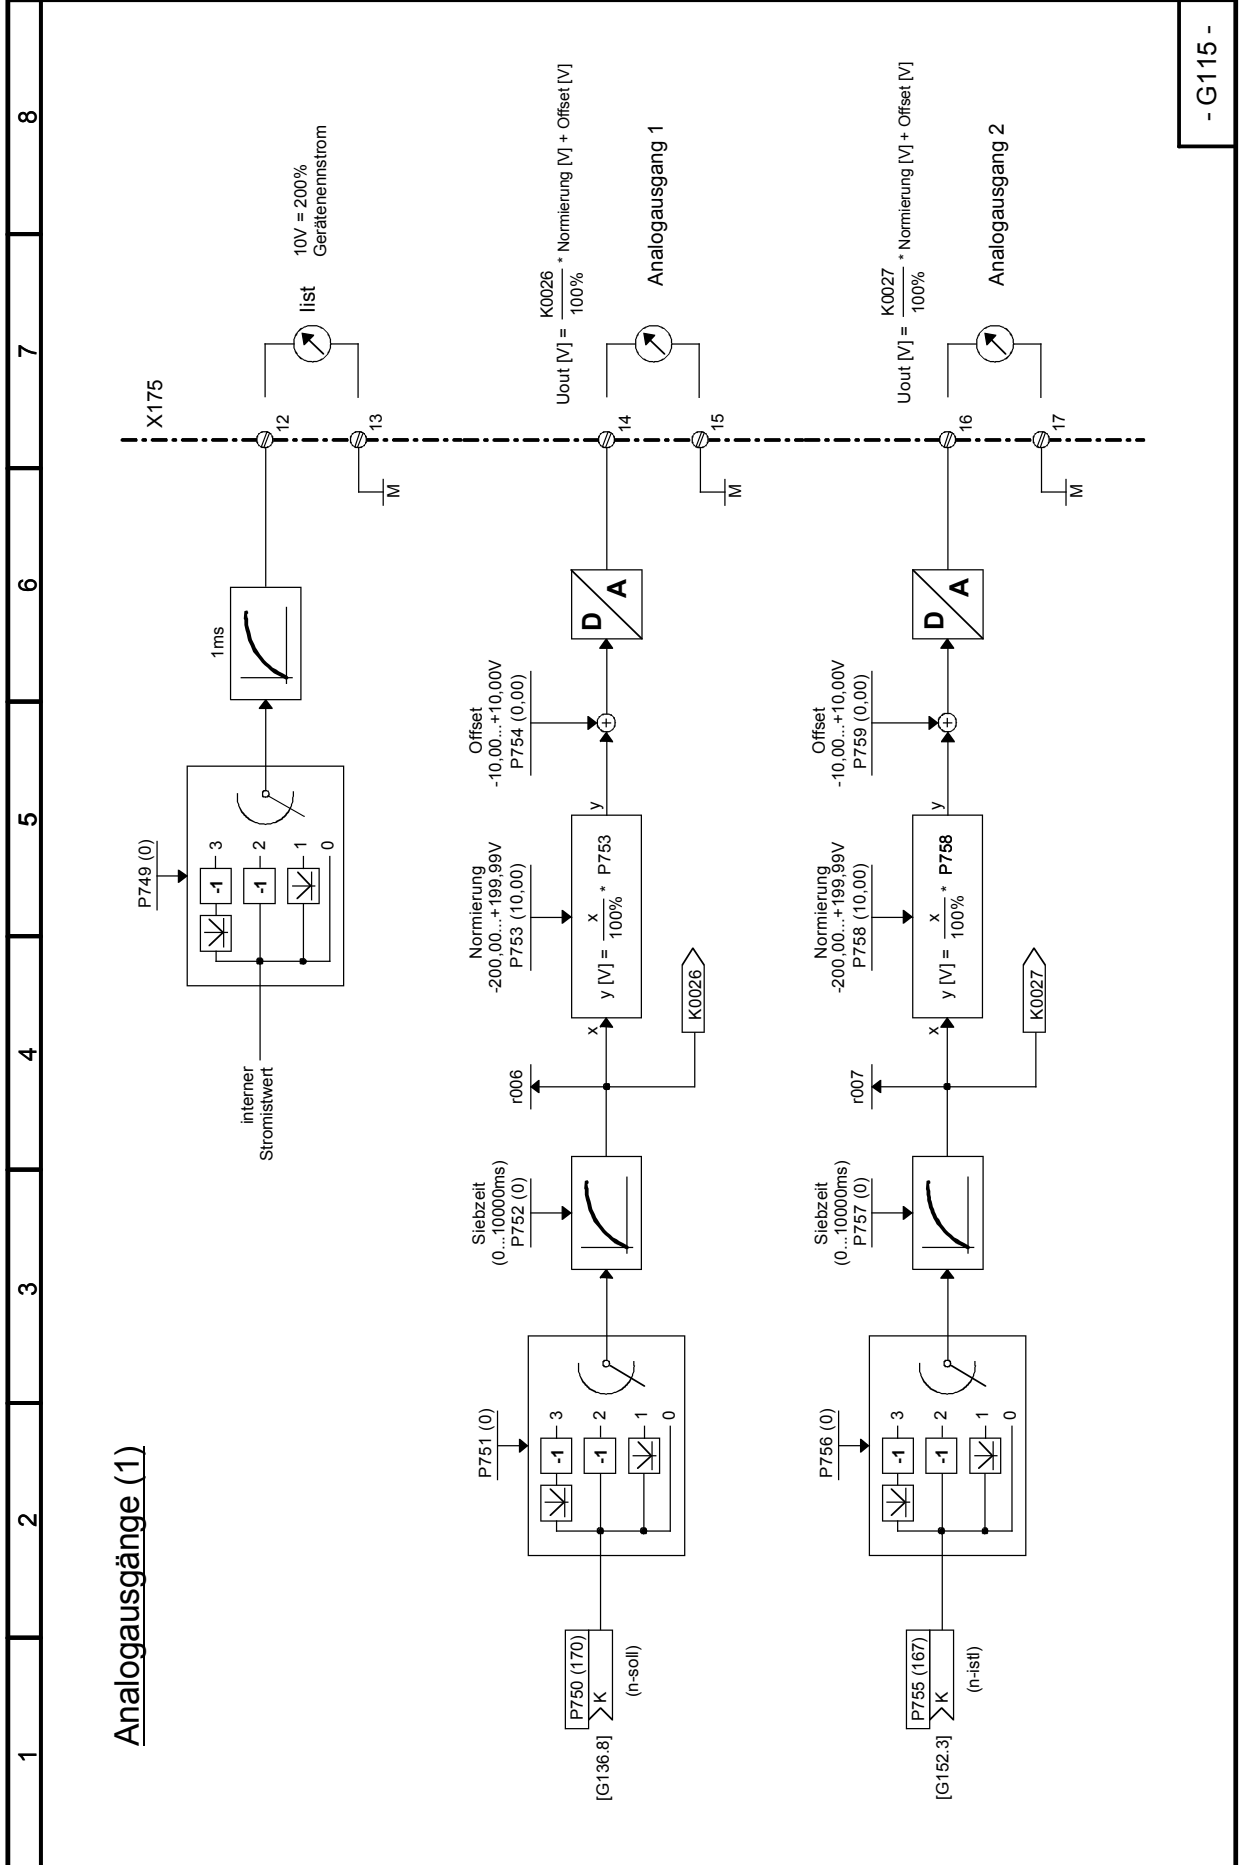 1 2 3 4 5 6 7 8
Analogausgänge (1)
X175
P749 (0)
interner
Stromistwert
-1
3
-1
2
1
0
1ms
12
13
M
Iist
10V = 200%
Gerätenennstrom
[G136.8]
P750 (170)
K
(n-soll)
P751 (0)
-1
3
-1
2
1
0
Siebzeit
(0...10000ms)
P752 (0)
r006
K0026
Normierung
-200,00...+199,99V
P753 (10,00)
x
y [V] = x / 100% * P753
y
Offset
-10,00...+10,00V
P754 (0,00)
+
D
A
14
15
M
Uout [V] = K0026 / 100% * Normierung [V] + Offset [V]
Analogausgang 1
[G152.3]
P755 (167)
K
(n-istl)
P756 (0)
-1
3
-1
2
1
0
Siebzeit
(0...10000ms)
P757 (0)
r007
K0027
Normierung
-200,00...+199,99V
P758 (10,00)
x
y [V] = x / 100% * P758
y
Offset
-10,00...+10,00V
P759 (0,00)
+
D
A
16
17
M
Uout [V] = K0027 / 100% * Normierung [V] + Offset [V]
Analogausgang 2
- G115 -